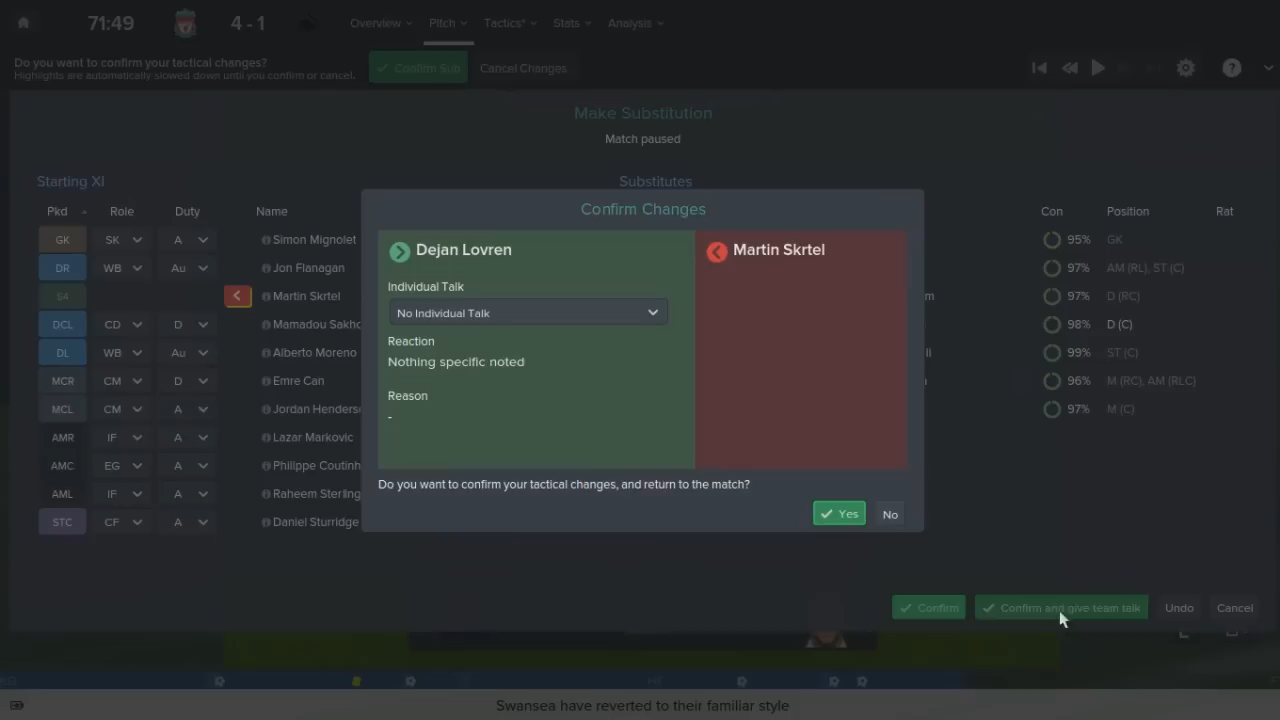 71:49
4 - 1
Overview
Pitch
Tactics*
Stats
Analysis
Do you want to confirm your tactical changes?
Highlights are automatically slowed down until you confirm or cancel.
Confirm Sub
Cancel Changes
?
Make Substitution
Match paused
Starting XI
Substitutes
Pkd Role Duty Name
Con Position Rat
GK SK A Simon Mignolet
95% GK
DR WB Au Jon Flanagan
97% AM (RL), ST (C)
S4 Martin Skrtel
97% D (RC)
DCL CD D Mamadou Sakho
98% D (C)
DL WB Au Alberto Moreno
99% ST (C)
MCR CM D Emre Can
96% M (RC), AM (RLC)
MCL CM A Jordan Henderso
97% M (C)
AMR IF A Lazar Markovic
AMC EG A Philippe Coutinh
AML IF A Raheem Sterling
STC CF A Daniel Sturridge
Confirm Changes
Dejan Lovren
Martin Skrtel
Individual Talk
No Individual Talk
Reaction
Nothing specific noted
Reason
-
Do you want to confirm your tactical changes, and return to the match?
Yes
No
Confirm
Confirm and give team talk
Undo
Cancel
KO
HT
Swansea have reverted to their familiar style